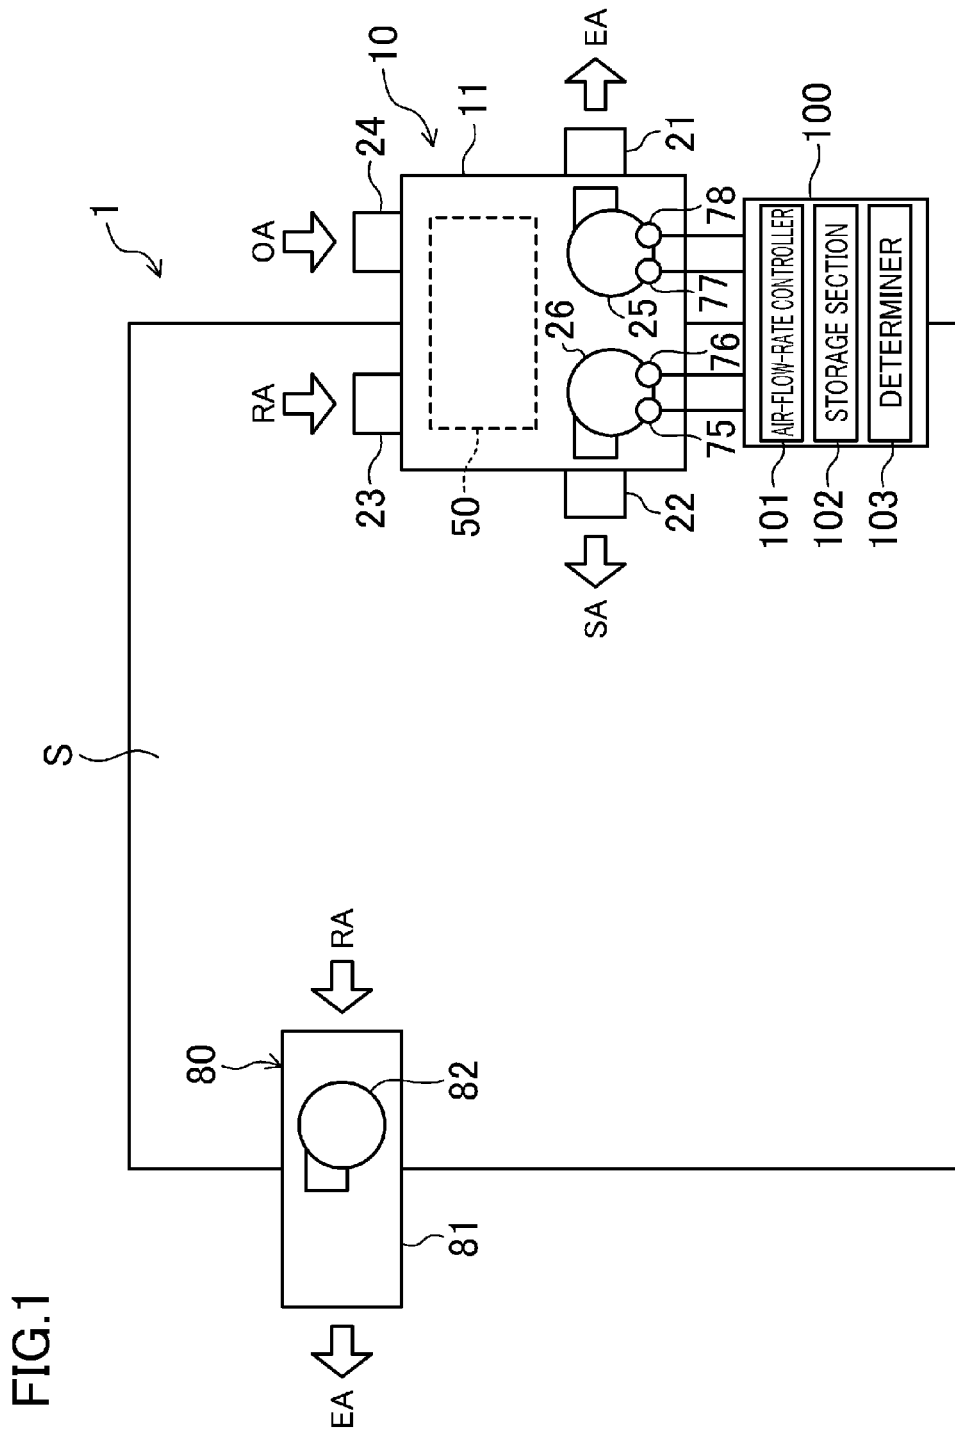 FIG.1
1
S
10
11
OA
24
RA
23
50
EA
21
22
SA
26
25
75
76
77
78
100
101
AIR-FLOW-RATE CONTROLLER
102
STORAGE SECTION
103
DETERMINER
80
RA
82
81
EA